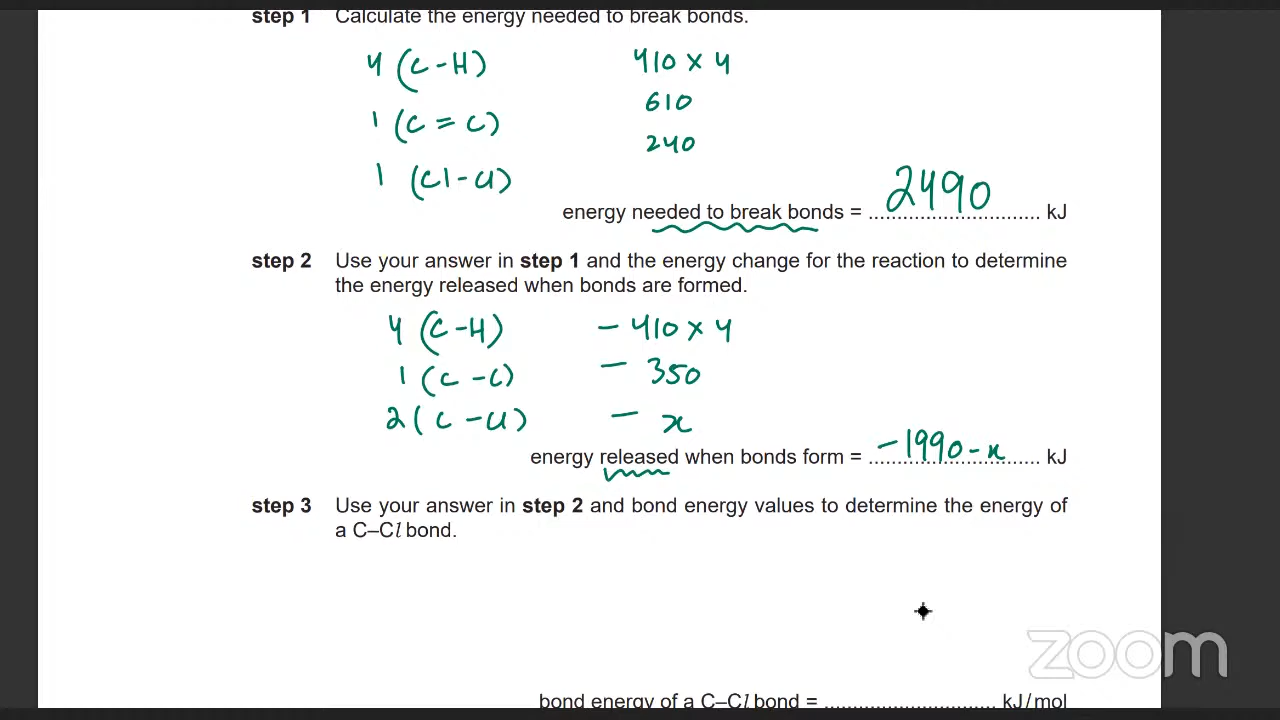 step 1 Calculate the energy needed to break bonds.
4 (C-H) 410 × 4
1 (C = C) 610
1 (Cl-Cl) 240
energy needed to break bonds = .............................. kJ
2490
step 2 Use your answer in step 1 and the energy change for the reaction to determine
the energy released when bonds are formed.
4 (C-H) - 410 × 4
1 (C-C) - 350
2 (C-Cl) - x
energy released when bonds form = .............................. kJ
-1990-x
step 3 Use your answer in step 2 and bond energy values to determine the energy of
a C–Cl bond.
bond energy of a C–Cl bond = .............................. kJ/mol
zoom